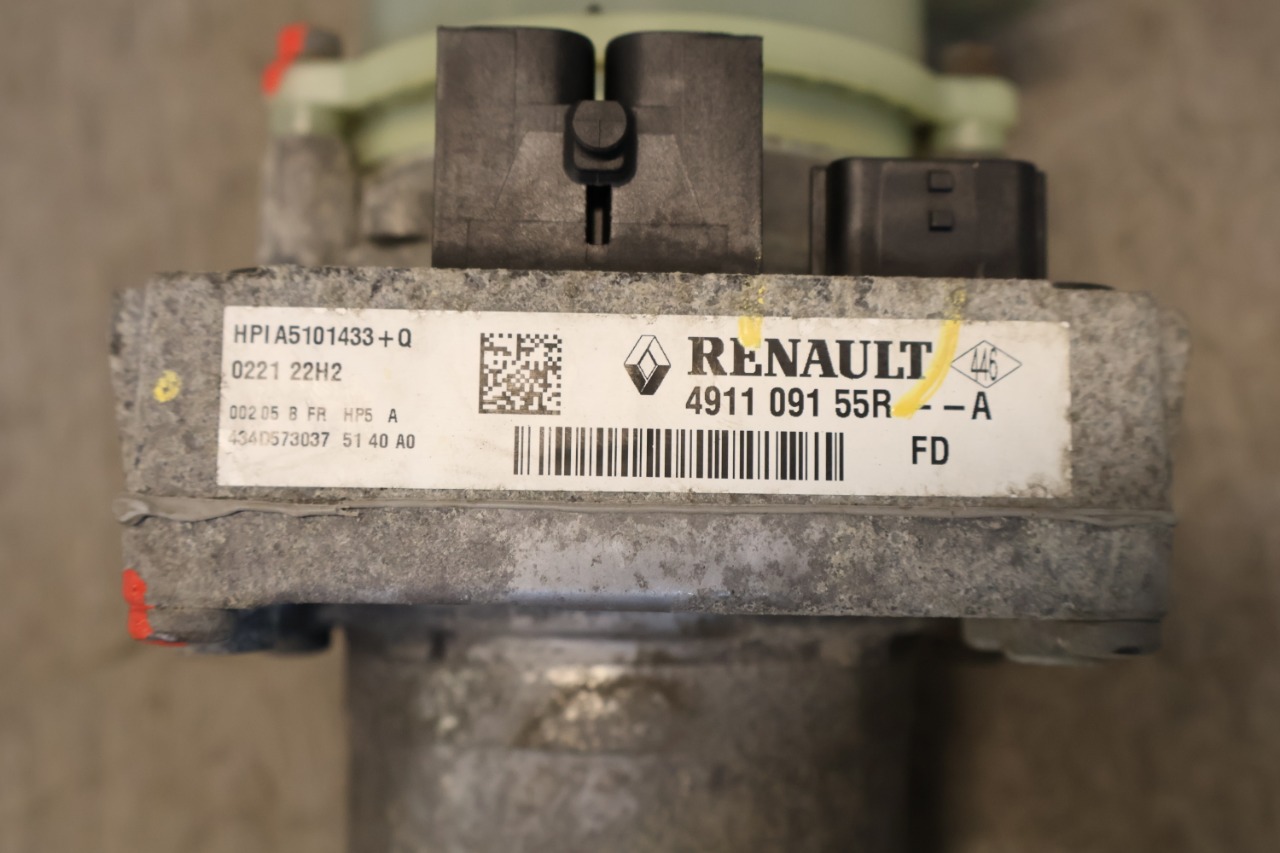 HPI A5101433+Q
0221 22H2
002 05 B FR HP5 A
434D573037 51 40 A0
RENAULT
446
4911 091 55R - - A
FD